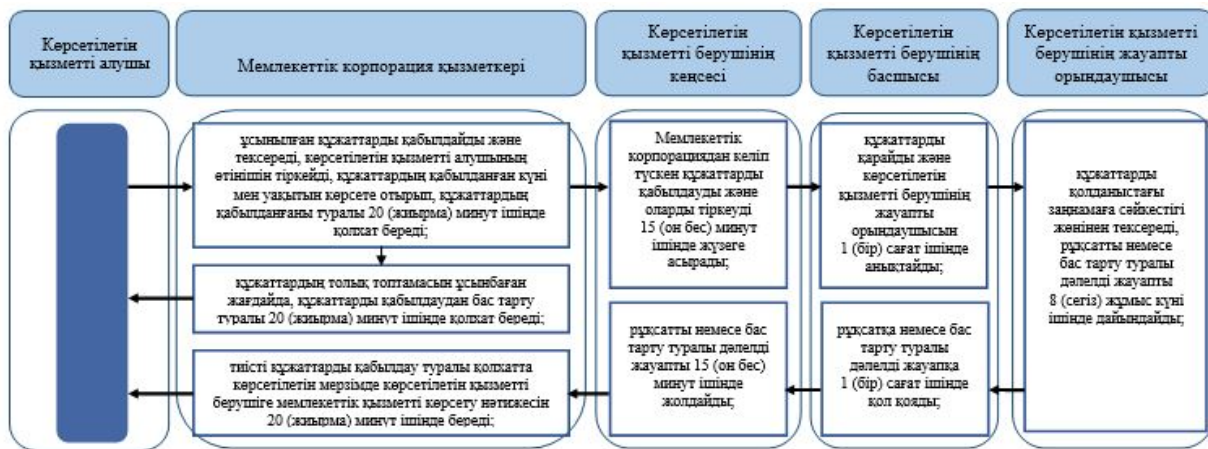 Көрсетілетін
қызметті алушы
Мемлекеттік корпорация қызметкері
Көрсетілетін
қызметті берушінің
кеңсесі
Көрсетілетін
қызметті берушінің
басшысы
Көрсетілетін қызметті
берушінің жауапты
орындаушысы
ұсынылған құжаттарды қабылдайды және
тексереді, көрсетілетін қызметті алушының
өтінішін тіркейді, құжаттардың қабылданған күні
мен уақытын көрсете отырып, құжаттардың
қабылданғаны туралы 20 (жиырма) минут ішінде
қолхат береді;
құжаттардың толық топтамасын ұсынбаған
жағдайда, құжаттарды қабылдаудан бас тарту
туралы 20 (жиырма) минут ішінде қолхат береді;
тиісті құжаттарды қабылдау туралы қолхатта
көрсетілетін мерзімде көрсетілетін қызметті
берушіге мемлекеттік қызметті көрсету нәтижесін
20 (жиырма) минут ішінде береді;
Мемлекеттік
корпорациядан келіп
түскен құжаттарды
қабылдауды және
оларды тіркеуді
15 (он бес) минут
ішінде жүзеге
асырады;
рұқсатты немесе бас
тарту туралы дәлелді
жауапты 15 (он бес)
минут ішінде
жолдайды;
құжаттарды
қарайды және
көрсетілетін
қызметті берушінің
жауапты
орындаушысын
1 (бір) сағат ішінде
анықтайды;
рұқсатқа немесе бас
тарту туралы
дәлелді жауапқа
1 (бір) сағат ішінде
қол қояды;
құжаттарды
қолданыстағы
заңнамаға сәйкестігі
жөнінен тексереді,
рұқсатты немесе
бас тарту туралы
дәлелді жауапты
8 (сегіз) жұмыс күні
ішінде дайындайды;